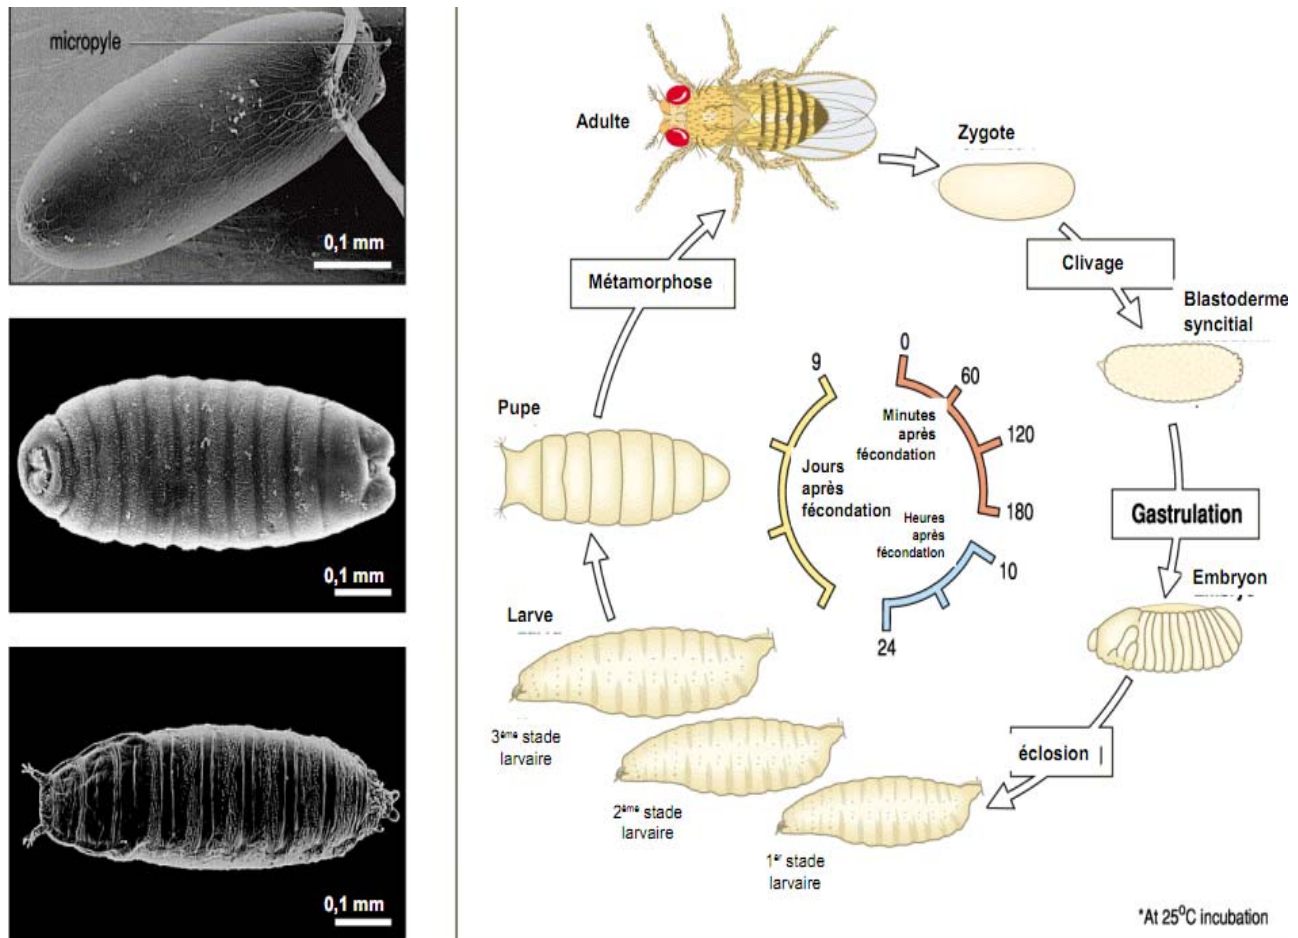 micropyle
0,1 mm
0,1 mm
0,1 mm
Adulte
Zygote
Clivage
Blastoderme
syncitial
Gastrulation
Embryon
éclosion
1er stade
larvaire
2ème stade
larvaire
3ème stade
larvaire
Larve
Pupe
Métamorphose
0
60
120
180
Minutes
après
fécondation
Heures
après
fécondation
10
24
Jours
après
fécondation
9
*At 25°C incubation